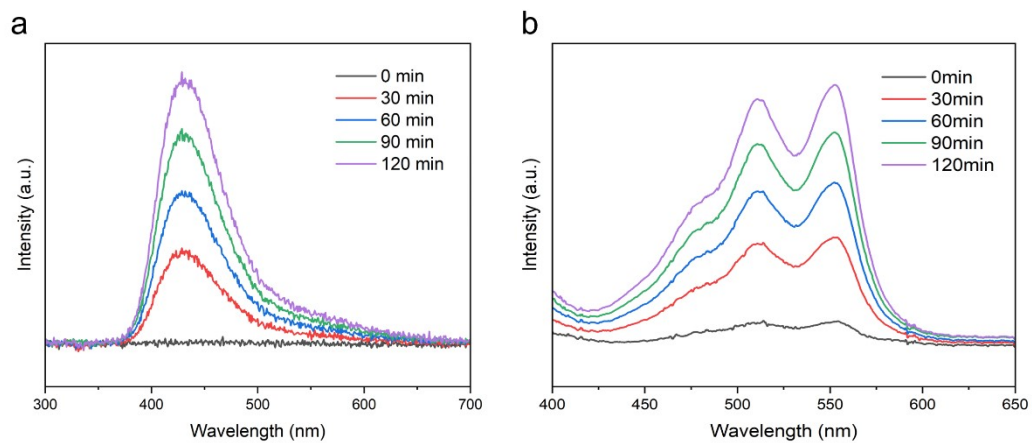 a
0 min
30 min
60 min
90 min
120 min
Intensity (a.u.)
300
400
500
600
700
Wavelength (nm)
b
0min
30min
60min
90min
120min
Intensity (a.u.)
400
450
500
550
600
650
Wavelength (nm)